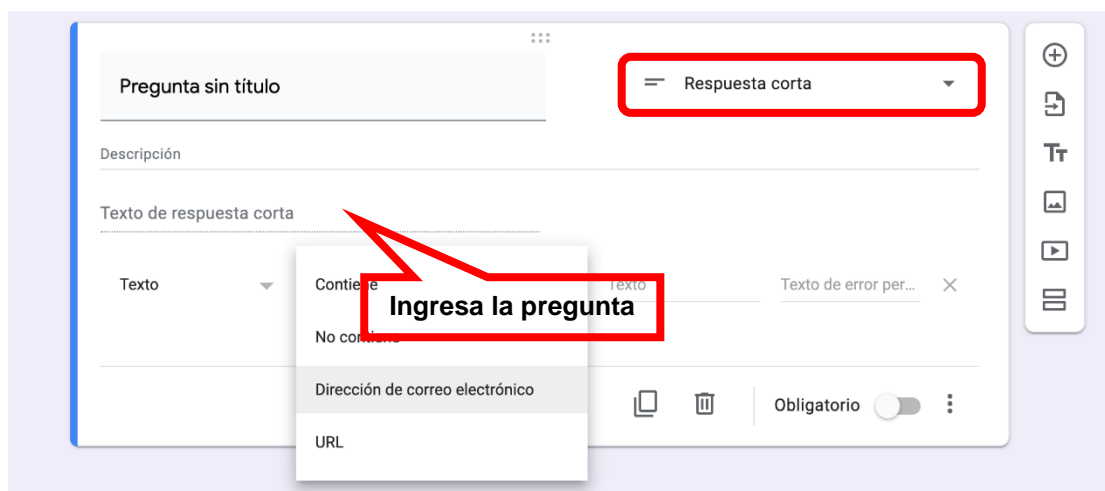 Pregunta sin título
Respuesta corta
Descripción
Texto de respuesta corta
Texto
Contiene
Texto
Texto de error per...
Ingresa la pregunta
No contiene
Dirección de correo electrónico
URL
Obligatorio
Tт